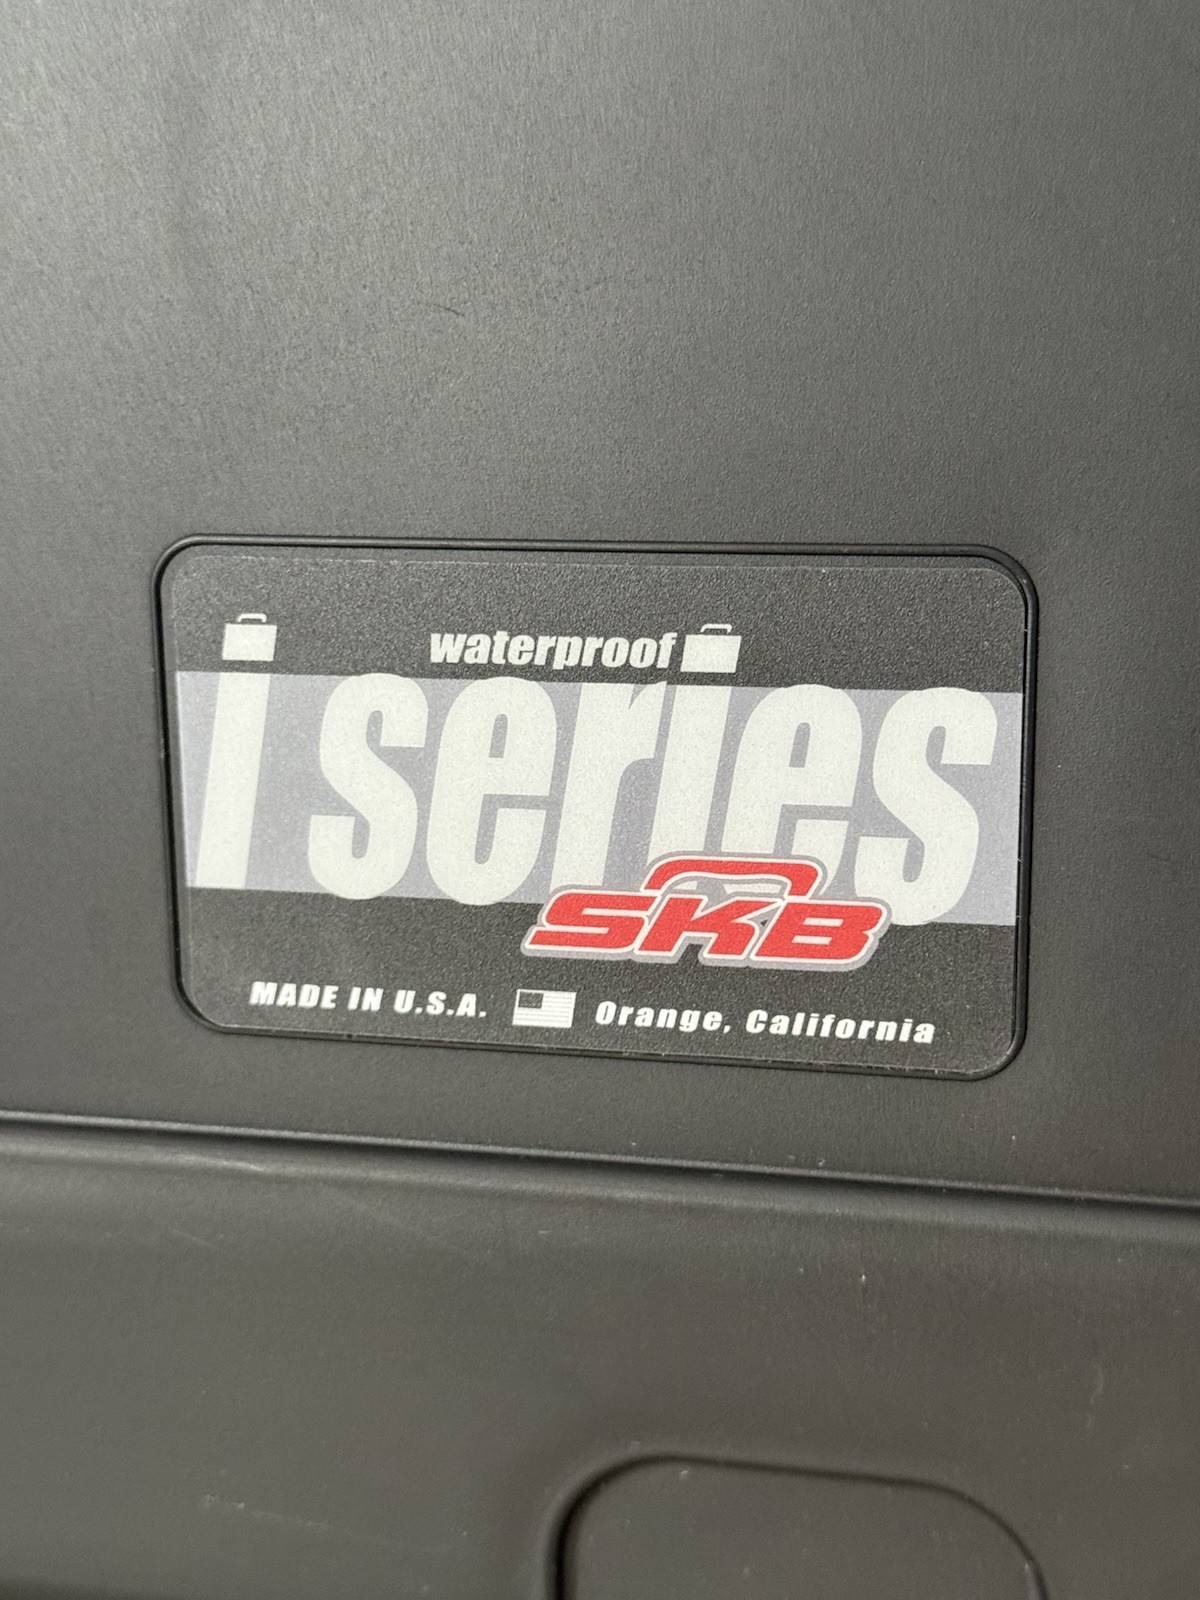 waterproof
i series
SKB
MADE IN U.S.A. Orange, California